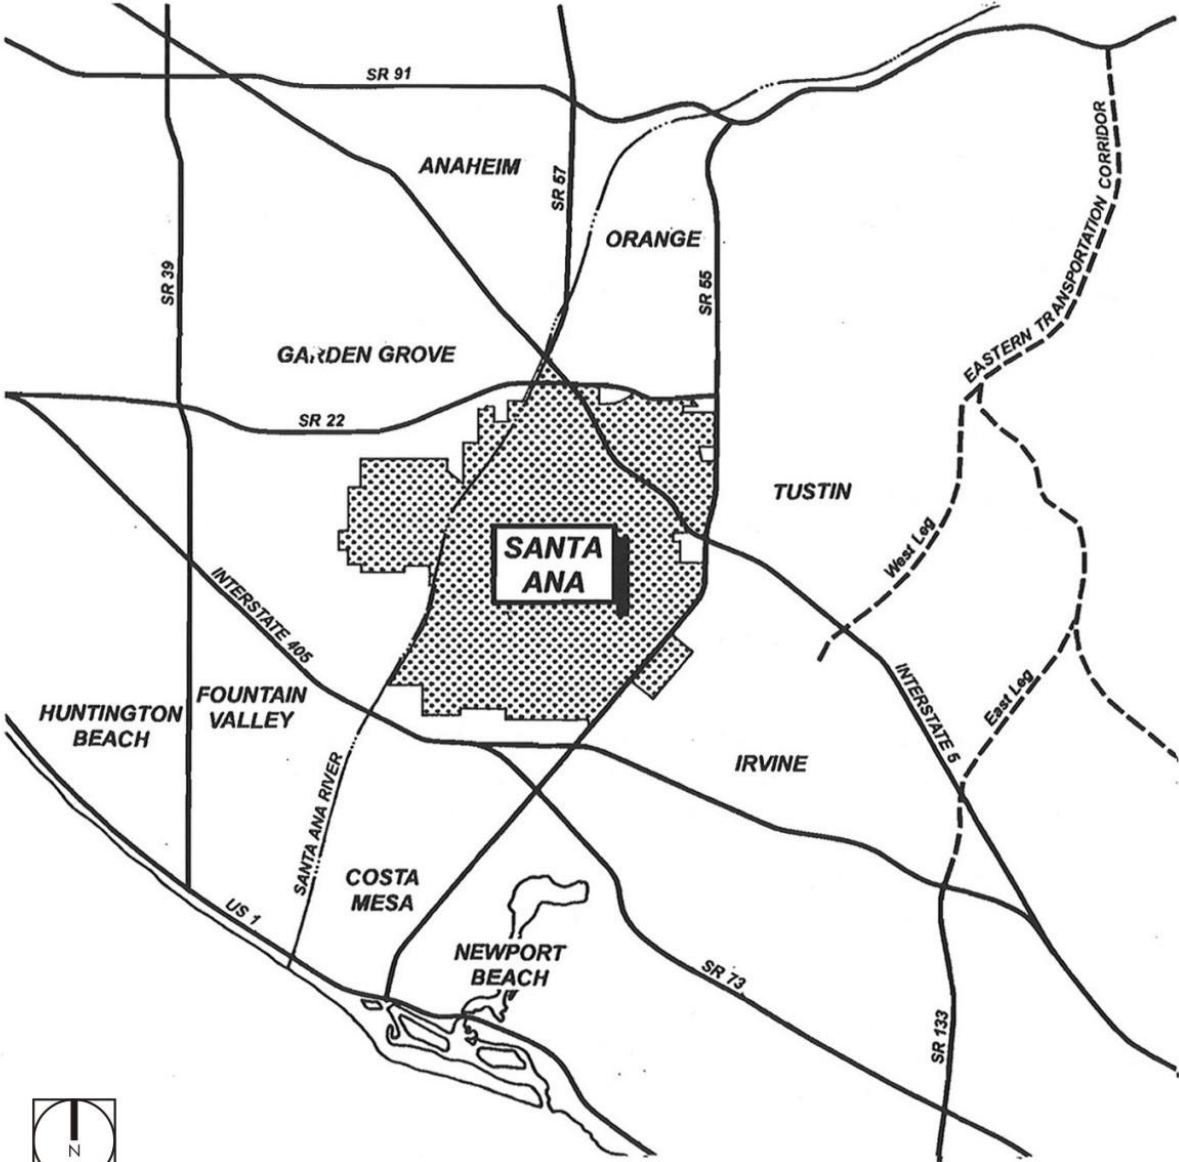 SR 91
ANAHEIM
SR 57
ORANGE
EASTERN TRANSPORTATION CORRIDOR
SR 39
SR 55
GARDEN GROVE
SR 22
TUSTIN
SANTA
ANA
West Leg
INTERSTATE 405
HUNTINGTON
BEACH
FOUNTAIN
VALLEY
INTERSTATE 5
East Leg
IRVINE
SANTA ANA RIVER
COSTA
MESA
US 1
NEWPORT
BEACH
SR 73
SR 133
N